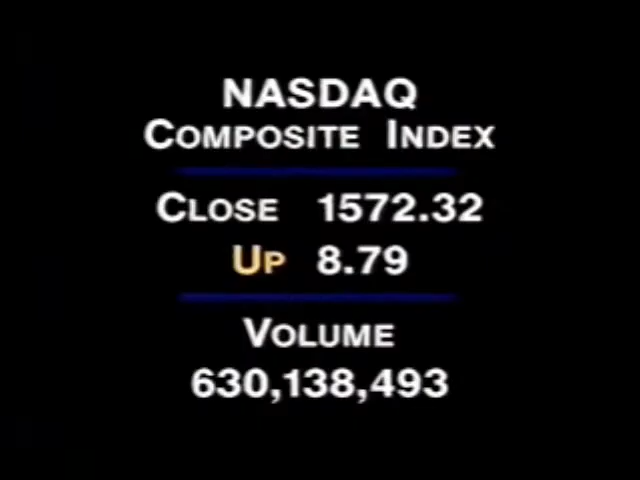 NASDAQ
COMPOSITE INDEX
CLOSE 1572.32
UP 8.79
VOLUME
630,138,493